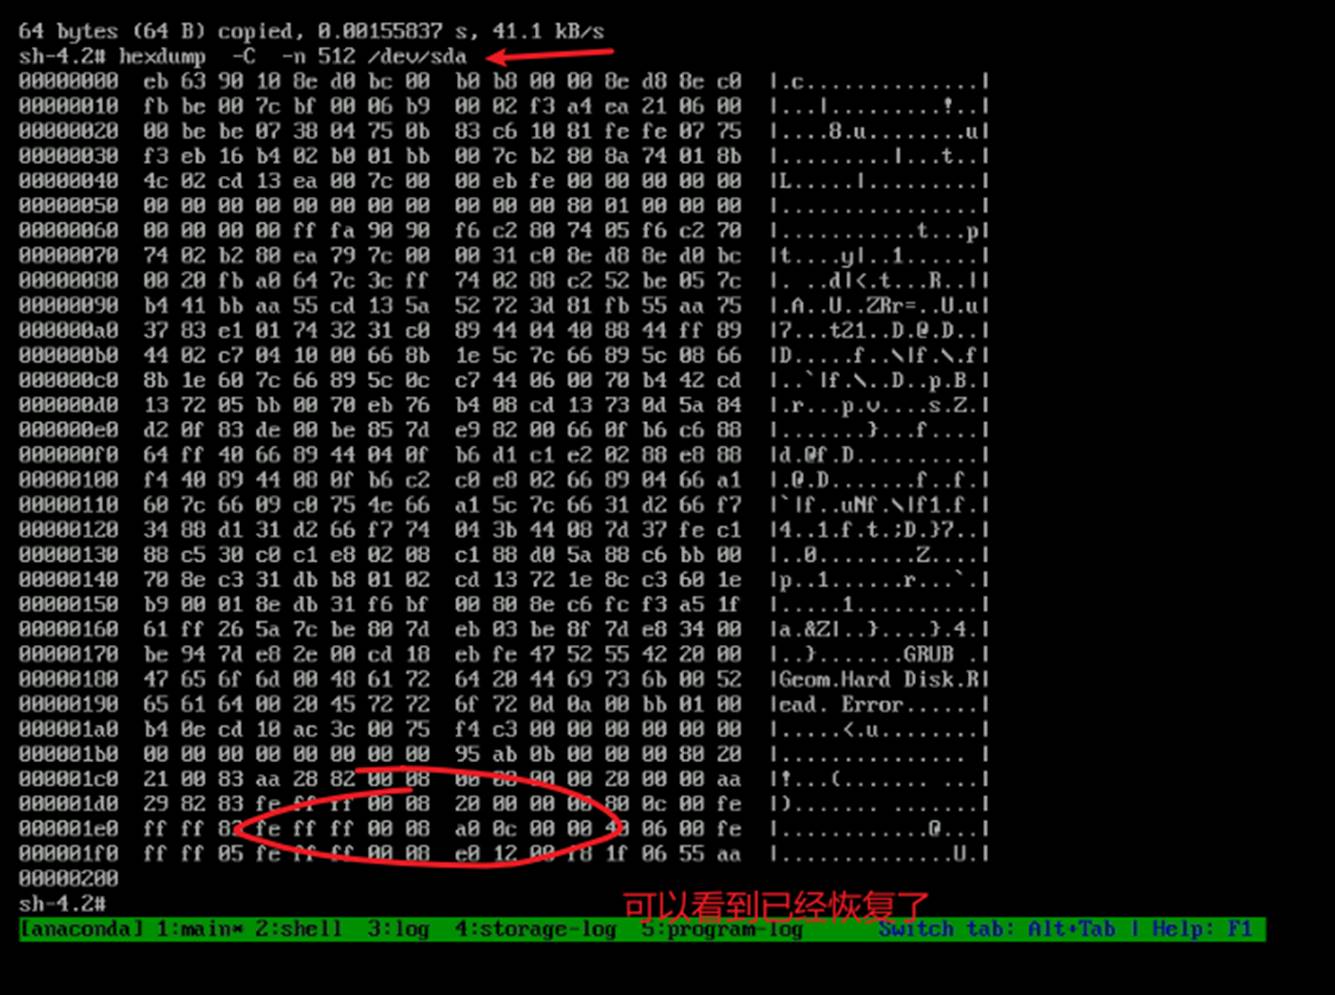 64 bytes (64 B) copied, 0.00155837 s, 41.1 kB/s
sh-4.2# hexdump  -C  -n 512 /dev/sda
00000000  eb 63 90 10 8e d0 bc 00  b0 b8 00 00 8e d8 8e c0  |.c..............|
00000010  fb be 00 7c bf 00 06 b9  00 02 f3 a4 ea 21 06 00  |...|.........!..|
00000020  00 be be 07 38 04 75 0b  83 c6 10 81 fe fe 07 75  |....8.u........u|
00000030  f3 eb 16 b4 02 b0 01 bb  00 7c b2 80 8a 74 01 8b  |.........|...t..|
00000040  4c 02 cd 13 ea 00 7c 00  00 eb fe 00 00 00 00 00  |L.....|.........|
00000050  00 00 00 00 00 00 00 00  00 00 00 80 01 00 00 00  |................|
00000060  00 00 00 00 ff fa 90 90  f6 c2 80 74 05 f6 c2 70  |...........t...p|
00000070  74 02 b2 80 ea 79 7c 00  00 31 c0 8e d8 8e d0 bc  |t....y|..1......|
00000080  00 20 fb a0 64 7c 3c ff  74 02 88 c2 52 be 05 7c  |. ..d|<.t...R..||
00000090  b4 41 bb aa 55 cd 13 5a  52 72 3d 81 fb 55 aa 75  |.A..U..ZRr=..U.u|
000000a0  37 83 e1 01 74 32 31 c0  89 44 04 40 88 44 ff 89  |7...t21..D.@.D..|
000000b0  44 02 c7 04 10 00 66 8b  1e 5c 7c 66 89 5c 08 66  |D.....f..\|f.\.f|
000000c0  8b 1e 60 7c 66 89 5c 0c  c7 44 06 00 70 b4 42 cd  |..`|f.\..D..p.B.|
000000d0  13 72 05 bb 00 70 eb 76  b4 08 cd 13 73 0d 5a 84  |.r...p.v....s.Z.|
000000e0  d2 0f 83 de 00 be 85 7d  e9 82 00 66 0f b6 c6 88  |.......}...f....|
000000f0  64 ff 40 66 89 44 04 0f  b6 d1 c1 e2 02 88 e8 88  |d.@f.D..........|
00000100  f4 40 89 44 08 0f b6 c2  c0 e8 02 66 89 04 66 a1  |.@.D.......f..f.|
00000110  60 7c 66 09 c0 75 4e 66  a1 5c 7c 66 31 d2 66 f7  |`|f..uNf.\|f1.f.|
00000120  34 88 d1 31 d2 66 f7 74  04 3b 44 08 7d 37 fe c1  |4..1.f.t.;D.}7..|
00000130  88 c5 30 c0 c1 e8 02 08  c1 88 d0 5a 88 c6 bb 00  |..0........Z....|
00000140  70 8e c3 31 db b8 01 02  cd 13 72 1e 8c c3 60 1e  |p..1......r...`.|
00000150  b9 00 01 8e db 31 f6 bf  00 80 8e c6 fc f3 a5 1f  |.....1..........|
00000160  61 ff 26 5a 7c be 80 7d  eb 03 be 8f 7d e8 34 00  |a.&Z|..}....}.4.|
00000170  be 94 7d e8 2e 00 cd 18  eb fe 47 52 55 42 20 00  |..}.......GRUB .|
00000180  47 65 6f 6d 00 48 61 72  64 20 44 69 73 6b 00 52  |Geom.Hard Disk.R|
00000190  65 61 64 00 20 45 72 72  6f 72 0d 0a 00 bb 01 00  |ead. Error......|
000001a0  b4 0e cd 10 ac 3c 00 75  f4 c3 00 00 00 00 00 00  |.....<.u........|
000001b0  00 00 00 00 00 00 00 00  95 ab 0b 00 00 00 80 20  |............... |
000001c0  21 00 83 aa 28 82 00 08  00 00 00 00 20 00 00 aa  |!...(....... ...|
000001d0  29 82 83 fe ff ff 00 08  20 00 00 00 80 0c 00 fe  |)....... .......|
000001e0  ff ff 82 fe ff ff 00 08  a0 0c 00 00 40 06 00 fe  |............@...|
000001f0  ff ff 05 fe ff ff 00 08  e0 12 00 f8 1f 06 55 aa  |..............U.|
00000200
sh-4.2#
可以看到已经恢复了
[anaconda] 1:main* 2:shell  3:log  4:storage-log  5:program-log      Switch tab: Alt+Tab | Help: F1